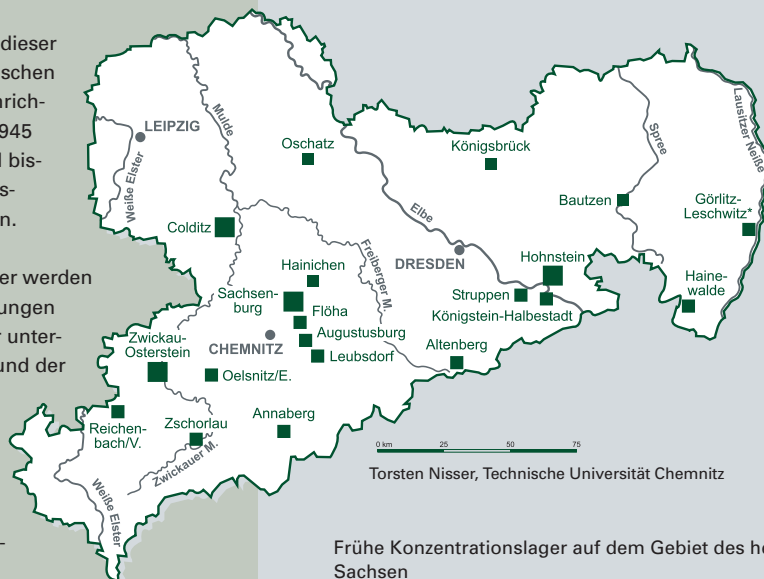 dieser
schen
nrich-
945
l bis-
s-
n.
er werden
ungen
r unter-
und der
-
LEIPZIG
Mulde
Weiße Elster
Oschatz
Königsbrück
Spree
Lausitzer Neiße
Bautzen
Görlitz-
Leschwitz*
Colditz
Elbe
Freiberger M.
DRESDEN
Hohnstein
Hainichen
Sachsen-
burg
Flöha
Struppen
Königstein-Halbestadt
Haine-
walde
Augustusburg
CHEMNITZ
Zwickau-
Osterstein
Leubsdorf
Altenberg
Oelsnitz/E.
Reichen-
bach/V.
Zschorlau
Annaberg
Zwickauer M.
Weiße Elster
0 km 25 50 75
Torsten Nisser, Technische Universität Chemnitz
Frühe Konzentrationslager auf dem Gebiet des he
Sachsen